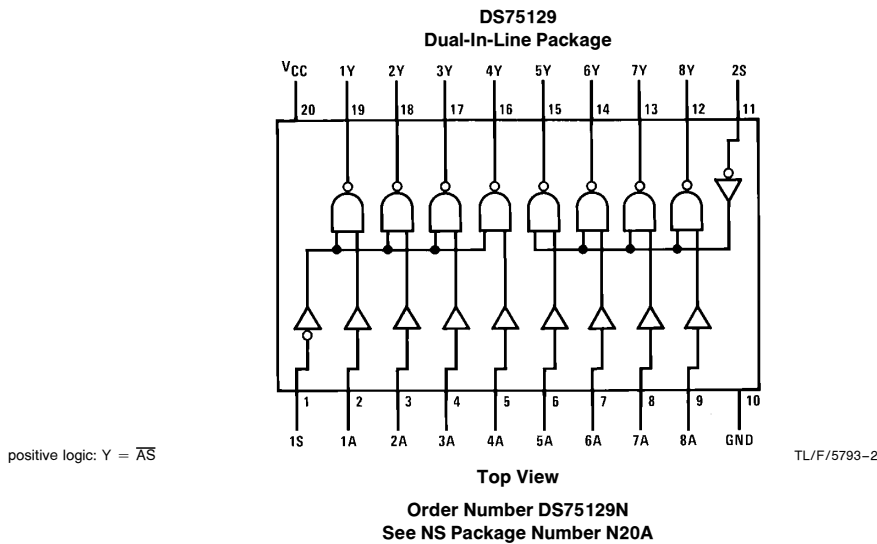 DS75129
Dual-In-Line Package
VCC 1Y 2Y 3Y 4Y 5Y 6Y 7Y 8Y 2S
20 19 18 17 16 15 14 13 12 11
1 2 3 4 5 6 7 8 9 10
1S 1A 2A 3A 4A 5A 6A 7A 8A GND
positive logic: Y = A̅S̅
TL/F/5793–2
Top View
Order Number DS75129N
See NS Package Number N20A